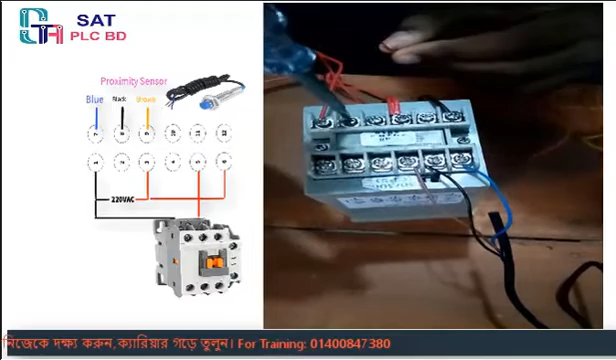 SAT
PLC BD
Proximity Sensor
Blue
Black
Brown
7 8 9 10 11 12
1 2 3 4 5 6
220VAC
নিজেকে দক্ষ্য করুন,ক্যারিয়ার গড়ে তুলুন। For Training: 01400847380